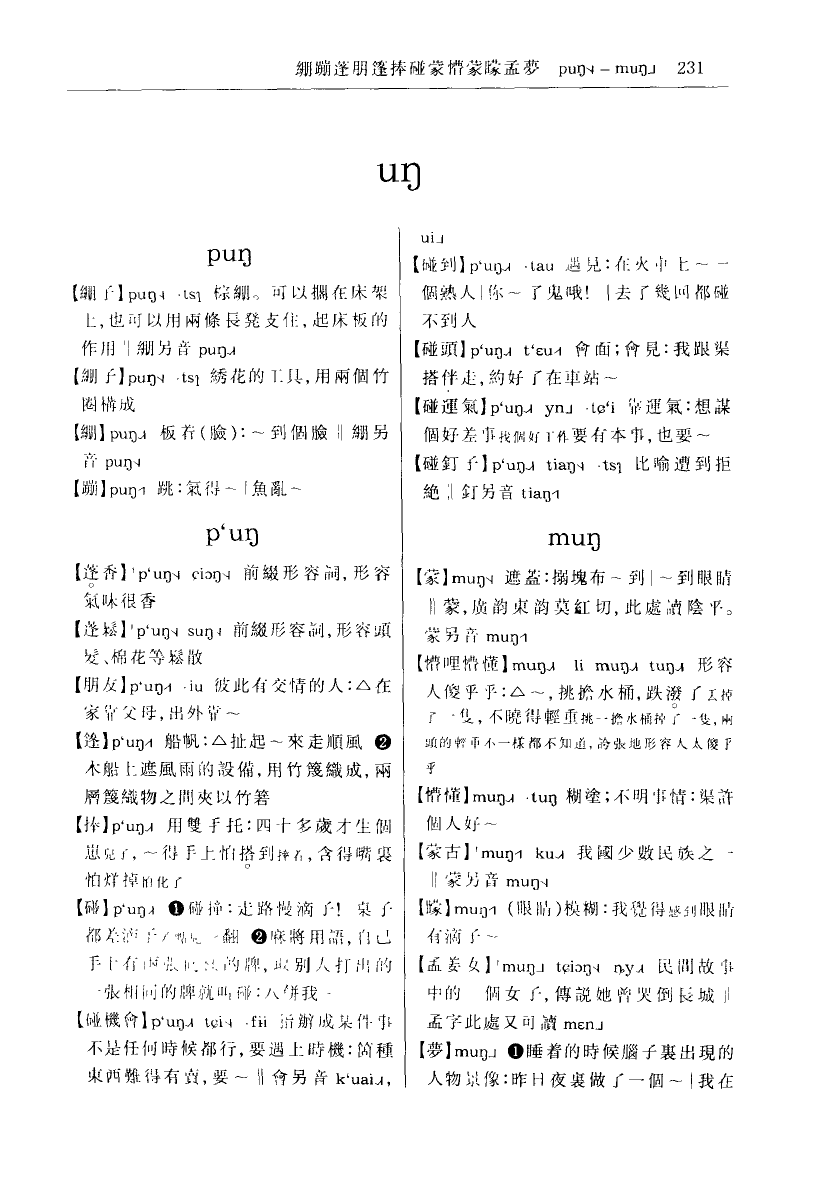 綳蹦蓬朋篷捧碰蒙懵蒙矇孟夢 puŋ˧˨ – muŋ˩ 231
uŋ
puŋ
【綳子】puŋ ·tsʅ 棕綳。可以擱在床架
上,也可以用兩條長凳支住,起床板的
作用‖綳另音 puŋ
【綳子】puŋ ·tsʅ 綉花的工具,用兩個竹
圈構成
【綳】puŋ 板着(臉):~到個臉‖綳另
音 puŋ
【蹦】puŋ 跳:氣得~|魚亂~
p‘uŋ
【蓬香】'p‘uŋ ɕiɔŋ 前綴形容詞,形容
氣味很香
【蓬鬆】'p‘uŋ suŋ 前綴形容詞,形容頭
髮、棉花等鬆散
【朋友】p‘uŋ ·iu 彼此有交情的人:△在
家靠父母,出外靠~
【篷】p‘uŋ 船帆:△扯起~來走順風 ❷
木船上遮風雨的設備,用竹篾織成,兩
層篾織物之間夾以竹箬
【捧】p‘uŋ 用雙手托:四十多歲才生個
崽兒子,~得手上怕搭到摔着,含得嘴裏
怕烊掉怕化了
【碰】p‘uŋ ❶碰撞:走路慢滴子!桌子
都差滴子 翻 ❷麻將用語,自己
手上有兩張 的牌,取別人打出的
一張相同的牌就叫碰:八餅我~
【碰機會】p‘uŋ tɕi ·fii 指辦成某件事
不是任何時候都行,要遇上時機:箇種
東西難得有賣,要~‖會另音 k‘uai,
ui˩
【碰到】p‘uŋ ·tau 遇見:在火車上~一
個熟人|你~了鬼哦!|去了幾回都碰
不到人
【碰頭】p‘uŋ t‘ɛu 會面;會見:我跟渠
搭伴走,約好了在車站~
【碰運氣】p‘uŋ yn˩ ·tɕ‘i 靠運氣:想謀
個好差事找個好工作要有本事,也要~
【碰釘子】p‘uŋ tiaŋ ·tsʅ 比喻遭到拒
絕‖釘另音 tiaŋ
muŋ
【蒙】muŋ 遮蓋:搦塊布~到|~到眼睛
‖蒙,廣韵東韵莫紅切,此處讀陰平。
蒙另音 muŋ
【懵哩懵懂】muŋ li muŋ tuŋ 形容
人傻乎乎:△~,挑擔水桶,跌潑了丟掉
了一隻,不曉得輕重挑一擔水桶掉了一隻,兩
頭的輕重不一樣都不知道,誇張地形容人太傻乎
乎
【懵懂】muŋ ·tuŋ 糊塗;不明事情:渠許
個人好~
【蒙古】'muŋ ku 我國少數民族之一
‖蒙另音 muŋ
【矇】muŋ (眼睛)模糊:我覺得感到眼睛
有滴子~
【孟姜女】'muŋ˩ tɕiɔŋ ȵy 民間故事
中的一個女子,傳說她曾哭倒長城‖
孟字此處又可讀 mɛn˩
【夢】muŋ˩ ❶睡着的時候腦子裏出現的
人物景像:昨日夜裏做了一個~|我在